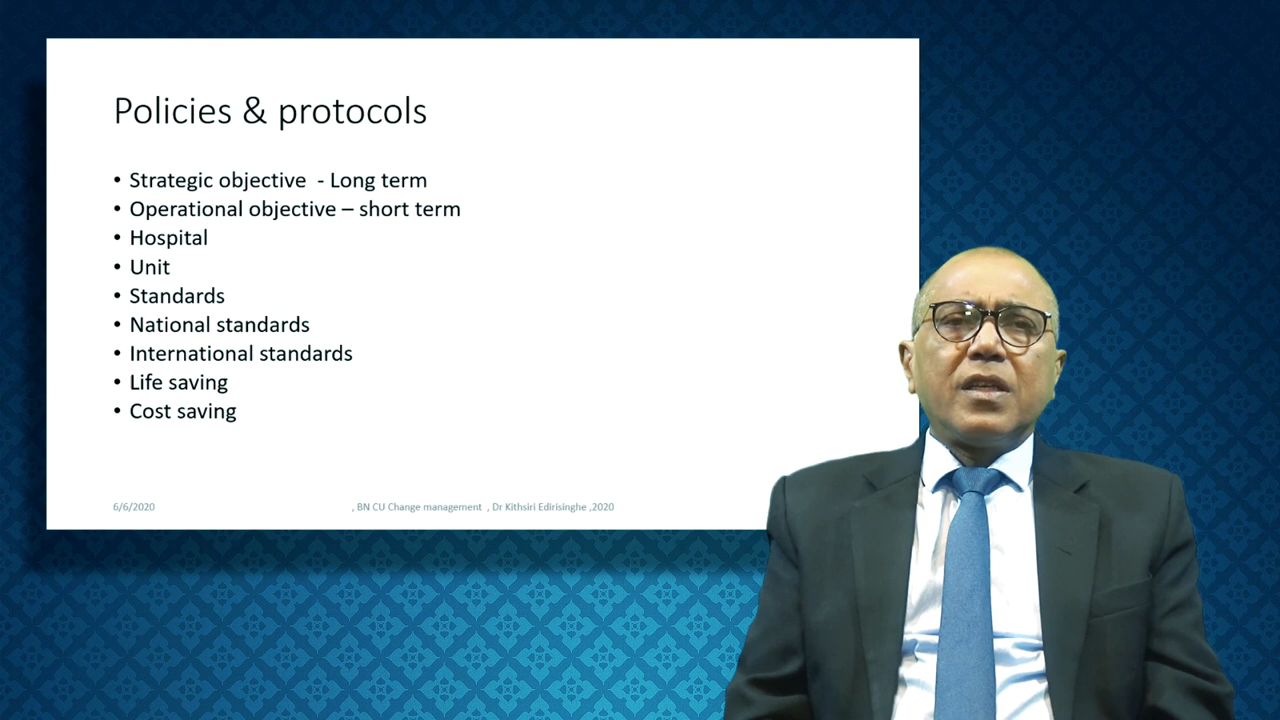 Policies & protocols
• Strategic objective - Long term
• Operational objective – short term
• Hospital
• Unit
• Standards
• National standards
• International standards
• Life saving
• Cost saving
6/6/2020
, BN CU Change management , Dr Kithsiri Edirisinghe ,2020